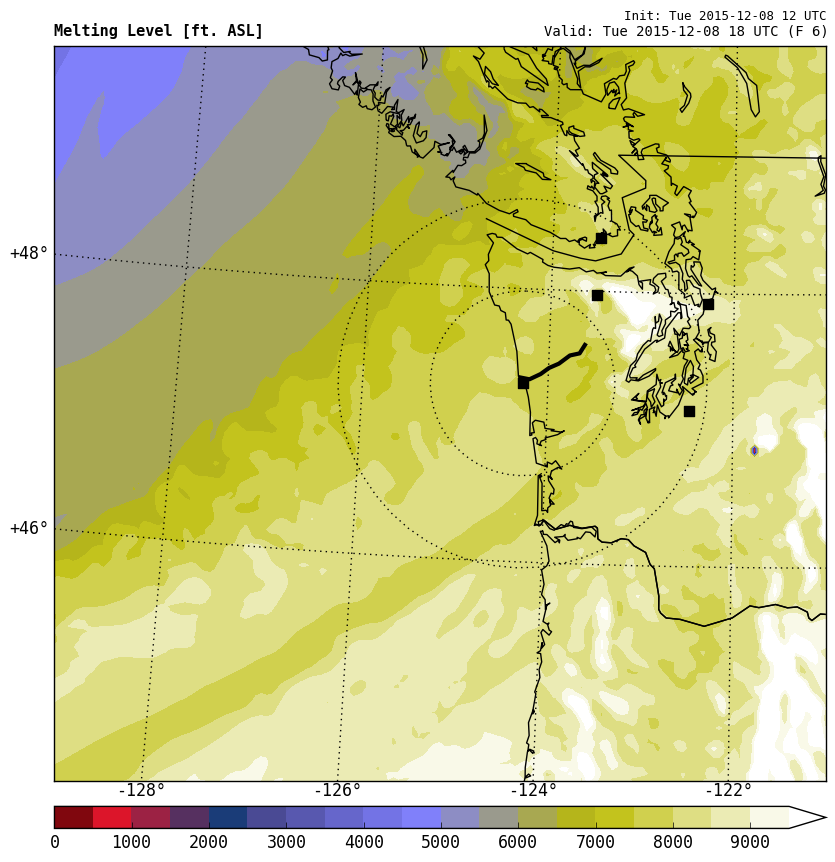 Init: Tue 2015-12-08 12 UTC
Melting Level [ft. ASL]
Valid: Tue 2015-12-08 18 UTC (F 6)
+48°
+46°
-128°
-126°
-124°
-122°
0 1000 2000 3000 4000 5000 6000 7000 8000 9000